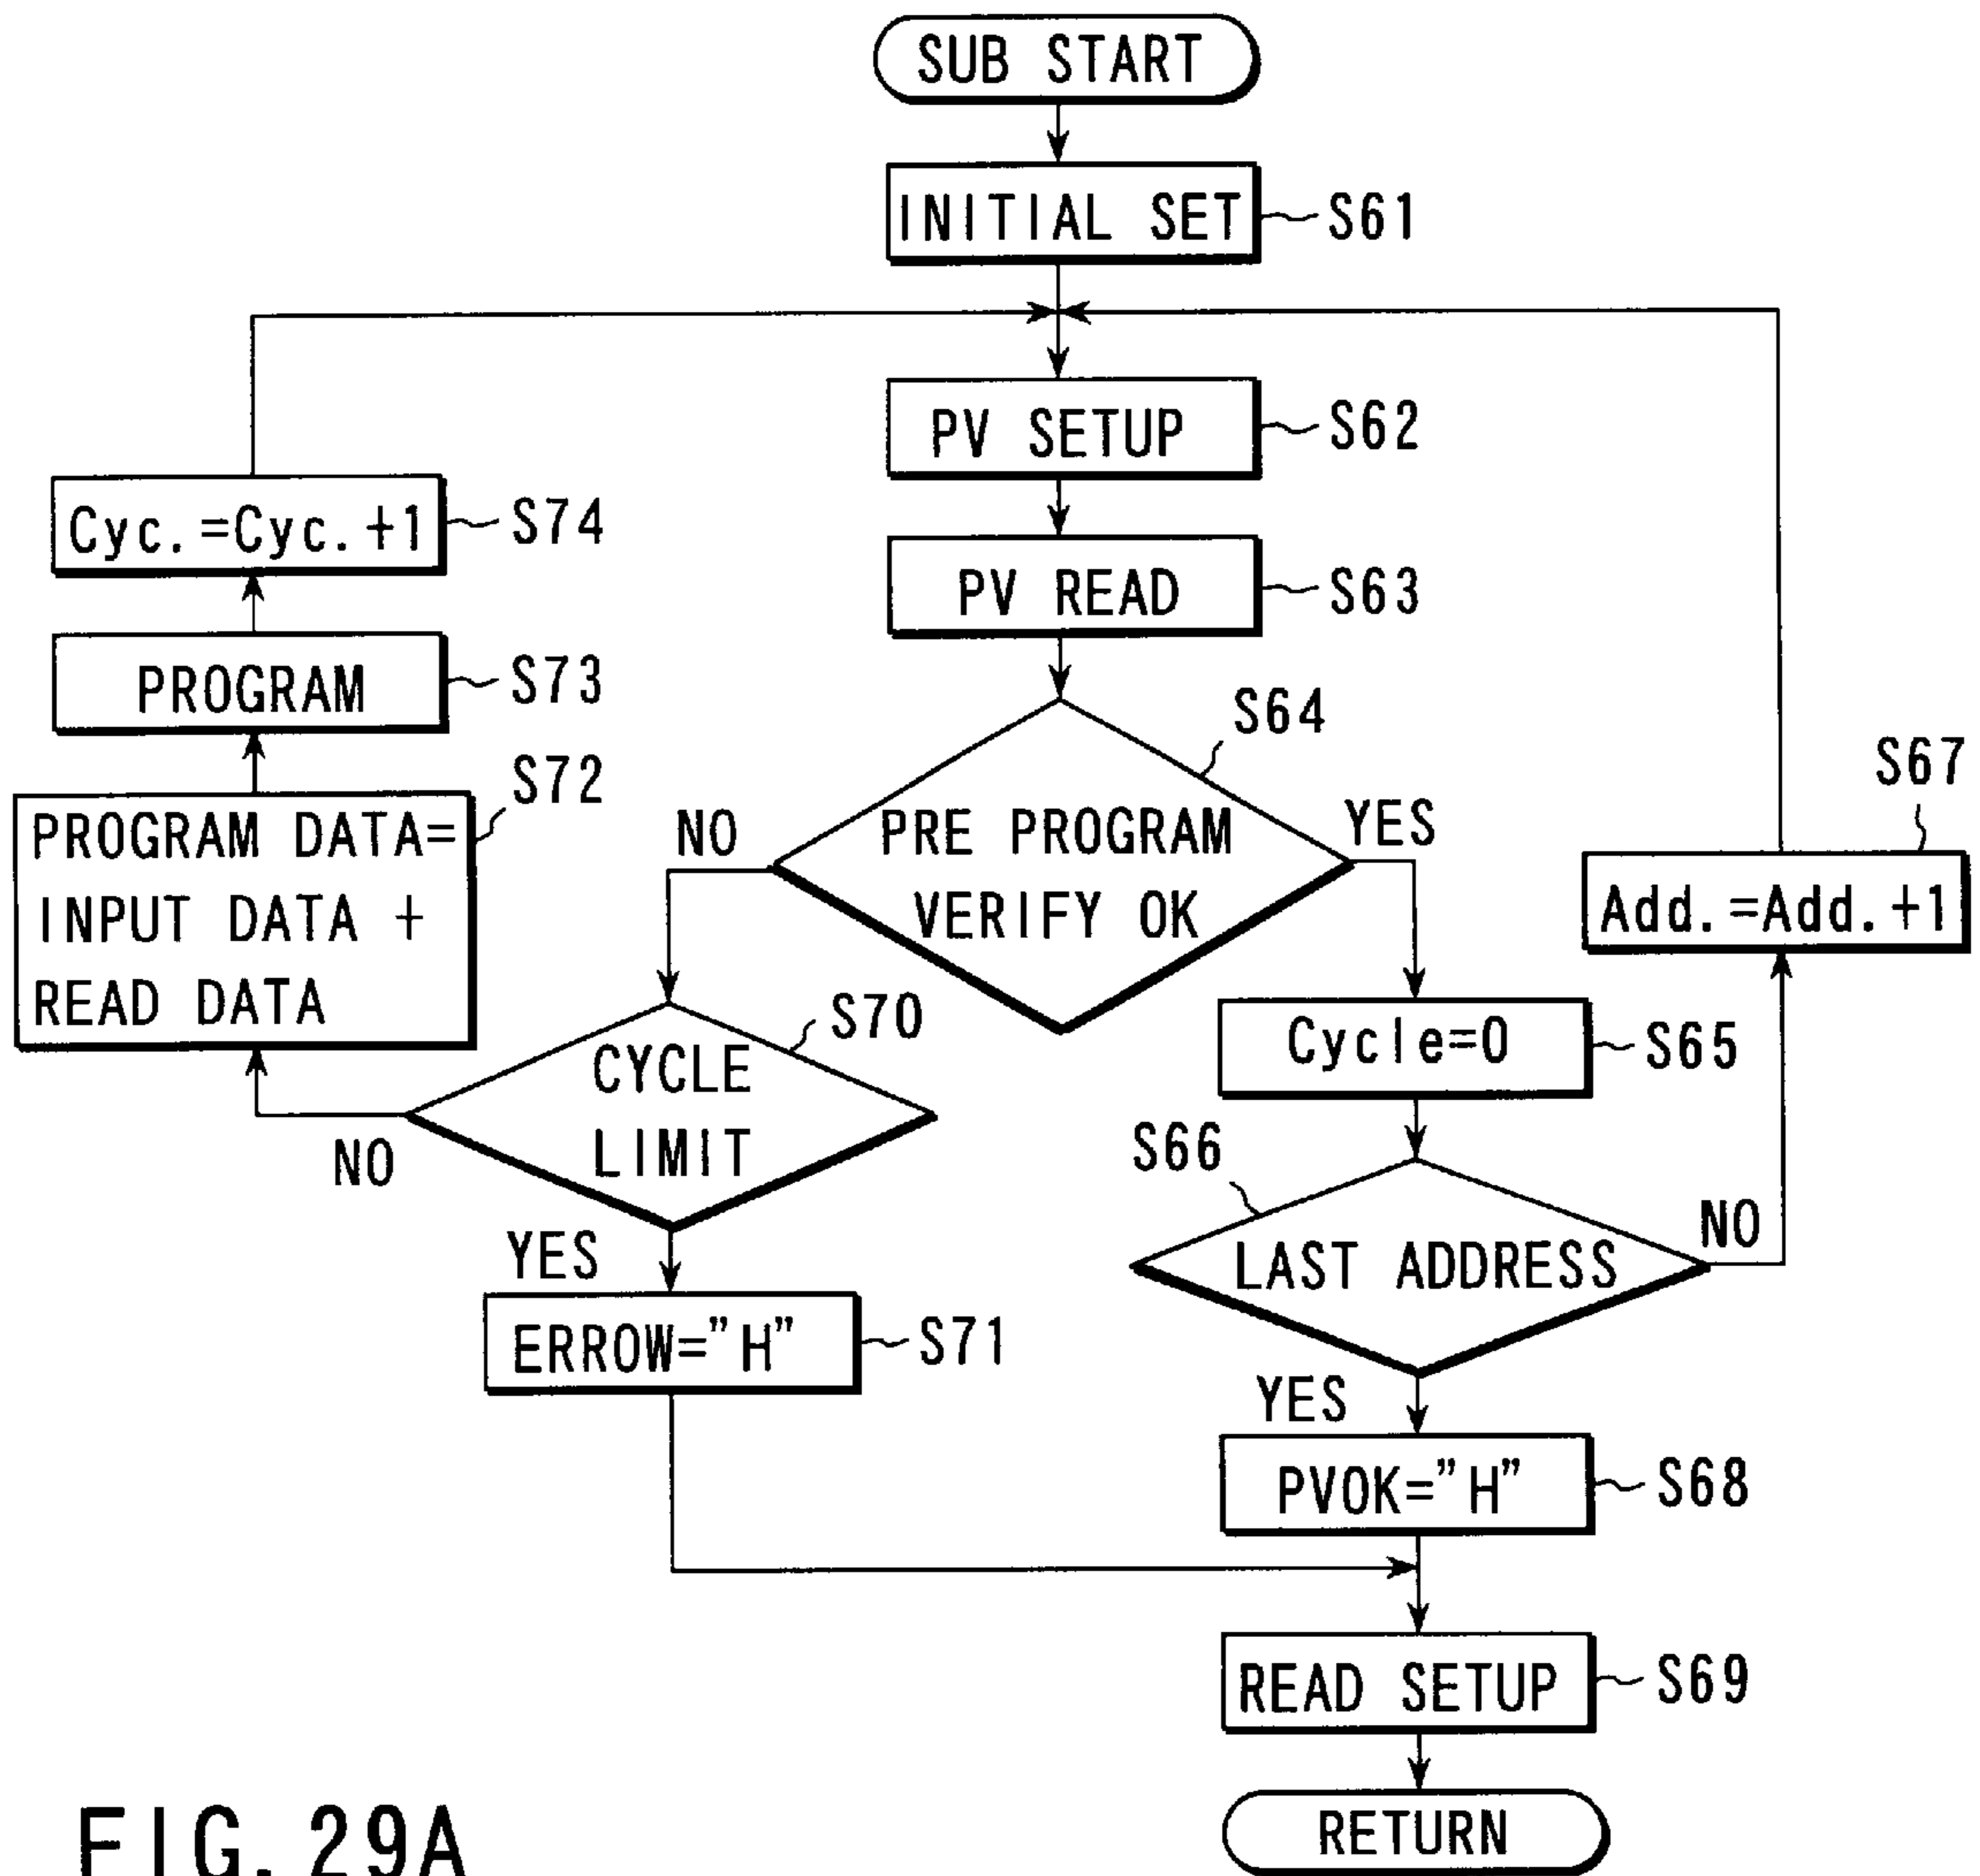 SUB START
INITIAL SET
S61
PV SETUP
S62
Cyc.=Cyc.+1
S74
PV READ
S63
PROGRAM
S73
S64
S72
S67
PROGRAM DATA=
INPUT DATA +
READ DATA
NO
PRE PROGRAM
VERIFY OK
YES
Add.=Add.+1
S70
CYCLE
LIMIT
NO
Cycle=0
S65
S66
YES
LAST ADDRESS
NO
ERROW="H"
S71
YES
PVOK="H"
S68
READ SETUP
S69
RETURN
FIG. 29A